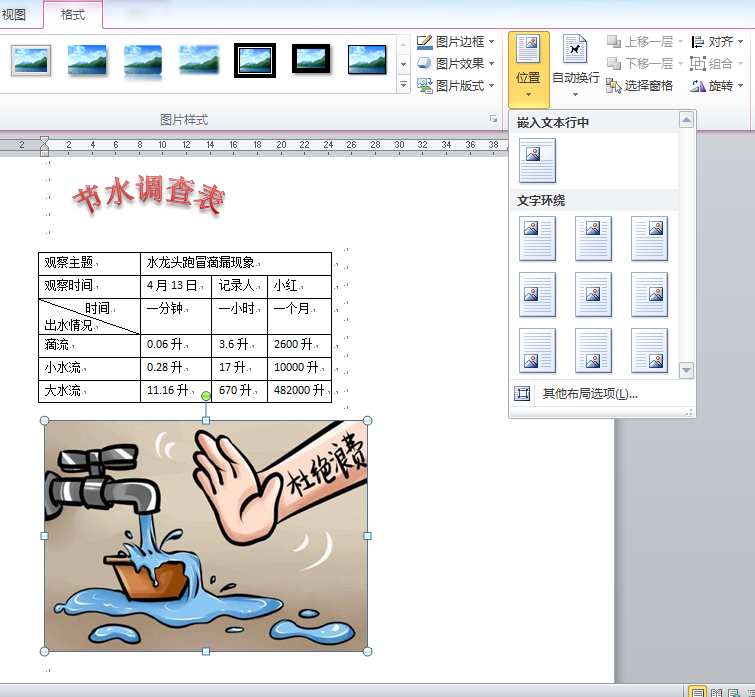 视图 格式
图片边框
图片效果
图片版式
位置
自动换行
上移一层
下移一层
选择窗格
对齐
组合
旋转
图片样式
嵌入文本行中
文字环绕
其他布局选项(L)...
2 2 4 6 8 10 12 14 16 18 20 22 24 26 28 30 32 34 36 38
节水调查表
观察主题 水龙头跑冒滴漏现象
观察时间 4 月 13 日 记录人 小红
时间 一分钟 一小时 一个月
出水情况
滴流 0.06 升 3.6 升 2600 升
小水流 0.28 升 17 升 10000 升
大水流 11.16 升 670 升 482000 升
杜绝浪费